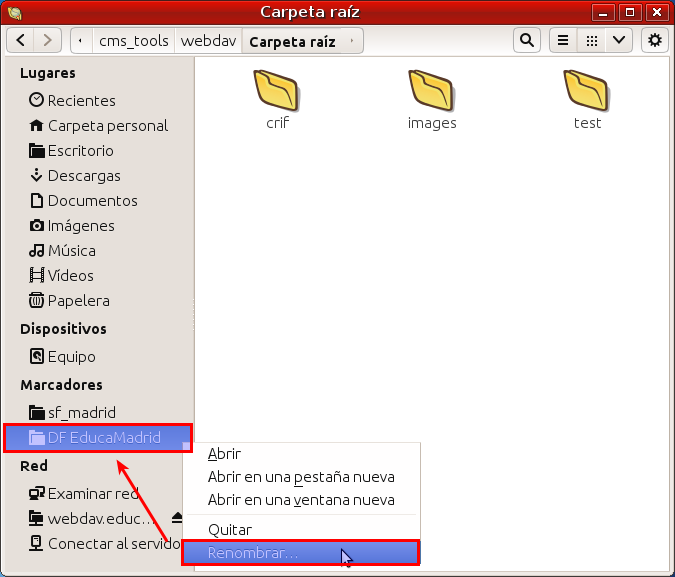 Carpeta raíz
cms_tools webdav Carpeta raíz
Lugares
Recientes
Carpeta personal
Escritorio
Descargas
Documentos
Imágenes
Música
Vídeos
Papelera
Dispositivos
Equipo
Marcadores
sf_madrid
DF EducaMadrid
Red
Examinar red
webdav.educ...
Conectar al servido
crif
images
test
Abrir
Abrir en una pestaña nueva
Abrir en una ventana nueva
Quitar
Renombrar...